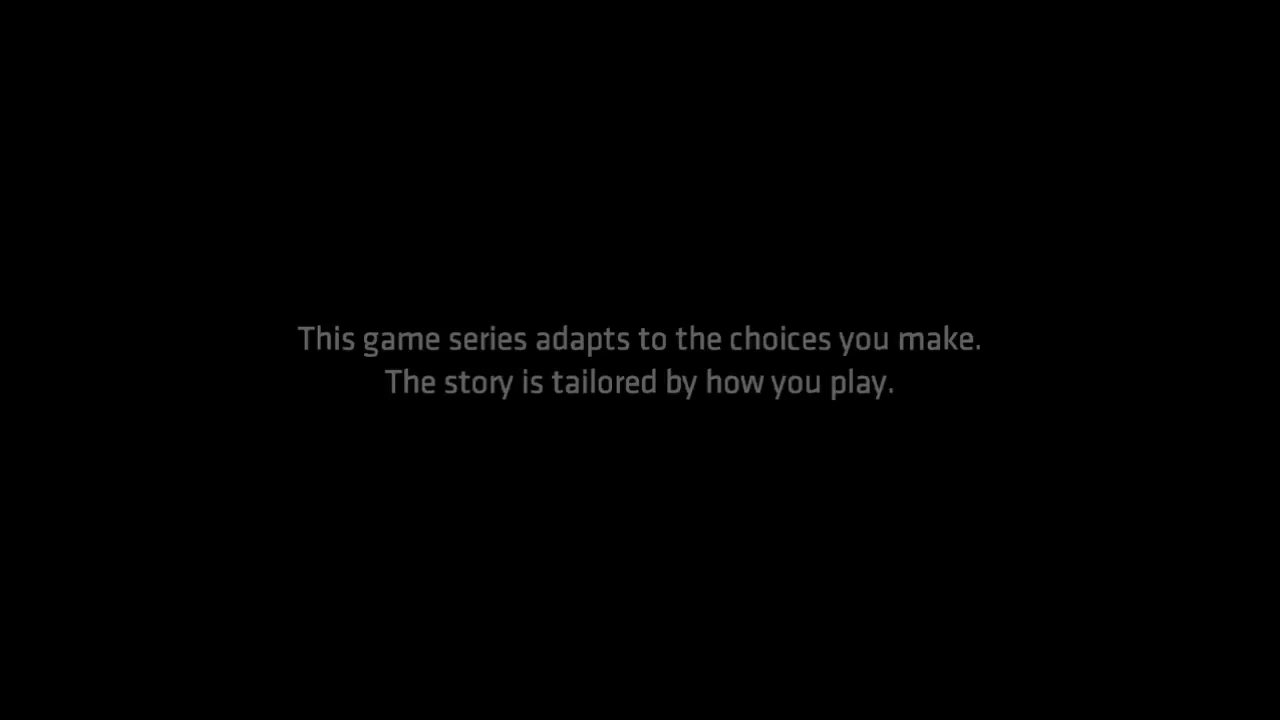 This game series adapts to the choices you make.
The story is tailored by how you play.